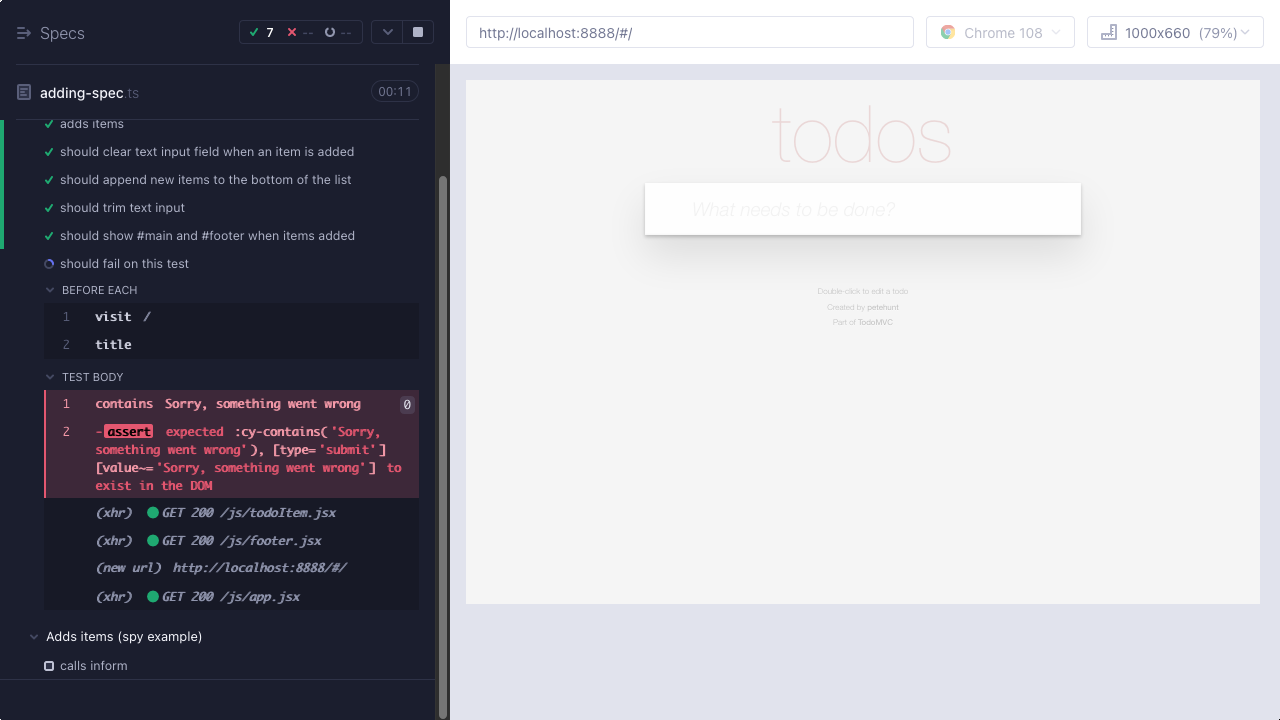 Specs
7 -- --
http://localhost:8888/#/
Chrome 108
1000x660 (79%)
adding-spec.ts
00:11
adds items
should clear text input field when an item is added
should append new items to the bottom of the list
should trim text input
should show #main and #footer when items added
should fail on this test
BEFORE EACH
1 visit /
2 title
TEST BODY
1 contains Sorry, something went wrong 0
2 -assert expected :cy-contains('Sorry,
something went wrong'), [type='submit']
[value~='Sorry, something went wrong'] to
exist in the DOM
(xhr) GET 200 /js/todoItem.jsx
(xhr) GET 200 /js/footer.jsx
(new url) http://localhost:8888/#/
(xhr) GET 200 /js/app.jsx
Adds items (spy example)
calls inform
todos
What needs to be done?
Double-click to edit a todo
Created by petehunt
Part of TodoMVC